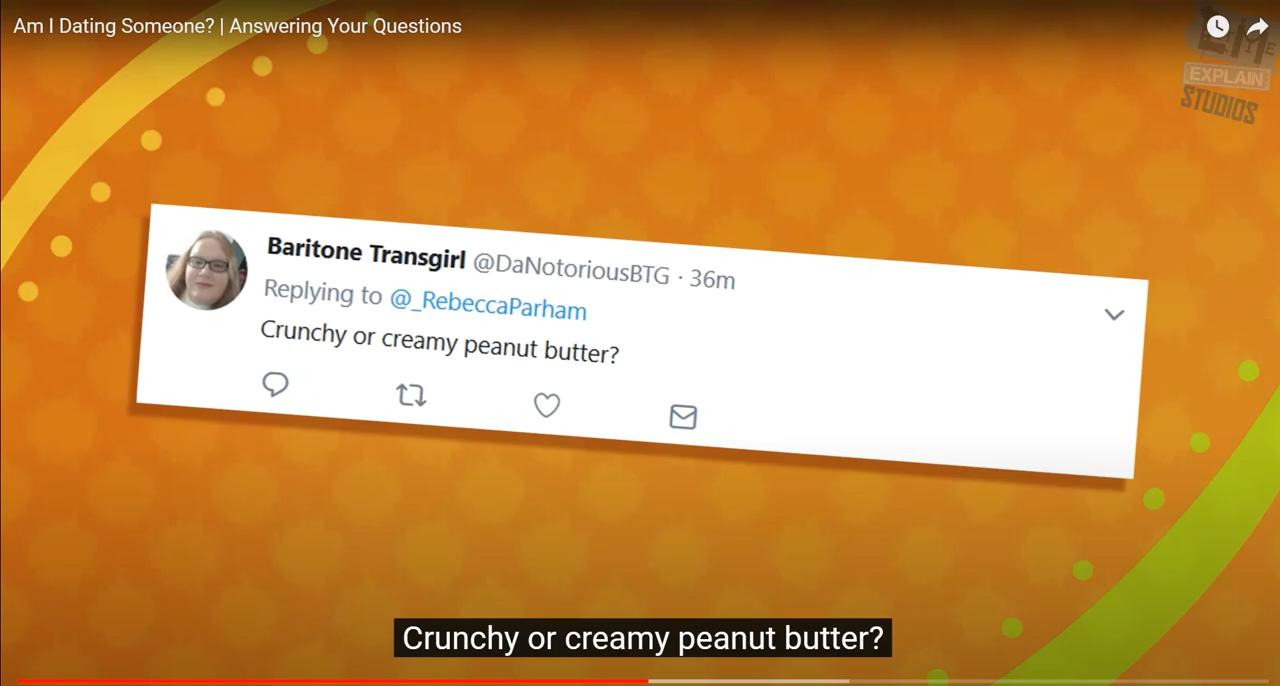 Am I Dating Someone? | Answering Your Questions
EXPLAIN
STUDIOS
Baritone Transgirl @DaNotoriousBTG · 36m
Replying to @_RebeccaParham
Crunchy or creamy peanut butter?
Crunchy or creamy peanut butter?